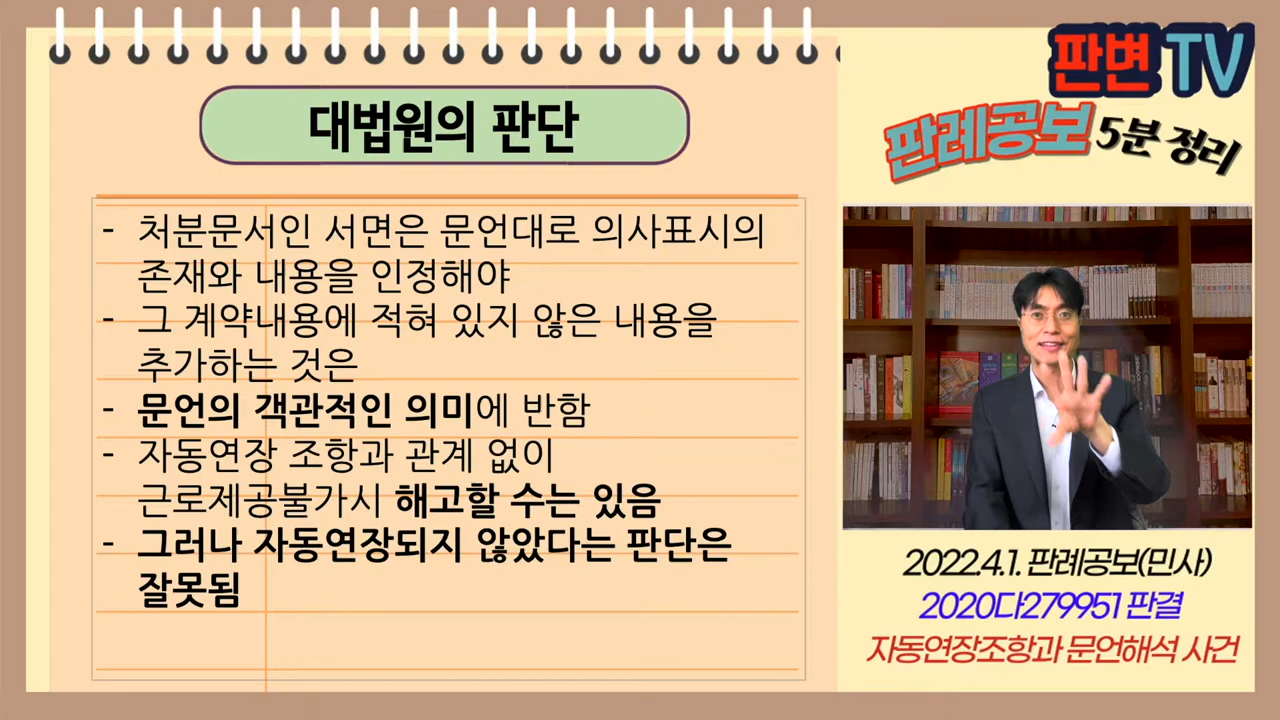 대법원의 판단
- 처분문서인 서면은 문언대로 의사표시의
존재와 내용을 인정해야
- 그 계약내용에 적혀 있지 않은 내용을
추가하는 것은
- 문언의 객관적인 의미에 반함
- 자동연장 조항과 관계 없이
근로제공불가시 해고할 수는 있음
- 그러나 자동연장되지 않았다는 판단은
잘못됨
판변 TV
판례공보 5분 정리
2022.4.1. 판례공보(민사)
2020다279951 판결
자동연장조항과 문언해석 사건